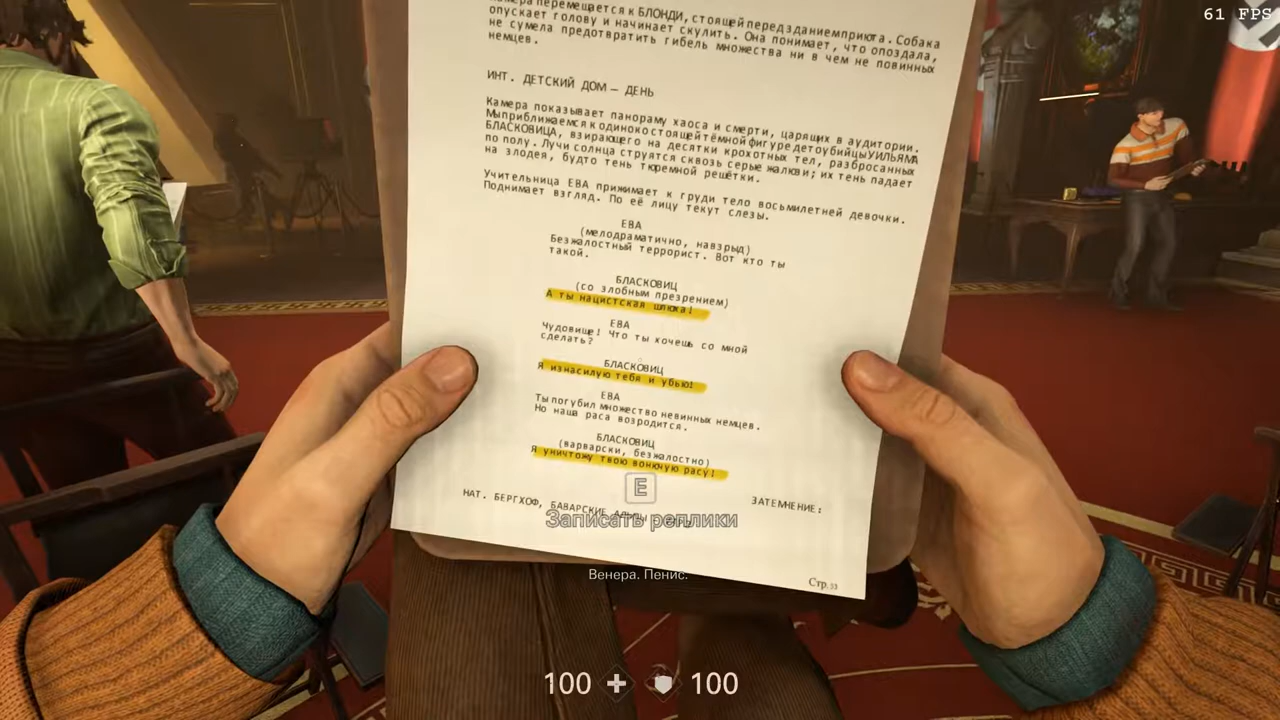 61 FPS
камера перемещается к БЛОНДИ, стоящей перед зданием приюта. Собака
опускает голову и начинает скулить. Она понимает, что опоздала,
не сумела предотвратить гибель множества ни в чем не повинных
немцев.
ИНТ. ДЕТСКИЙ ДОМ – ДЕНЬ
Камера показывает панораму хаоса и смерти, царящих в аудитории.
Мы приближаемся к одиноко стоящей тёмной фигуре детоубийцы УИЛЬЯМА
БЛАСКОВИЦА, взирающего на десятки крохотных тел, разбросанных
по полу. Лучи солнца струятся сквозь серые жалюзи; их тень падает
на злодея, будто тень тюремной решётки.
Учительница ЕВА прижимает к груди тело восьмилетней девочки.
Поднимает взгляд. По её лицу текут слезы.
ЕВА
(мелодраматично, навзрыд)
Безжалостный террорист. Вот кто ты
такой.
БЛАСКОВИЦ
(со злобным презрением)
А ты нацистская шлюха!
ЕВА
Чудовище! Что ты хочешь со мной
сделать?
БЛАСКОВИЦ
Я изнасилую тебя и убью!
ЕВА
Ты погубил множество невинных немцев.
Но наша раса возродится.
БЛАСКОВИЦ
(варварски, безжалостно)
Я уничтожу твою вонючую расу!
ЗАТЕМНЕНИЕ:
НАТ. БЕРГХОФ, БАВАРСКИЕ
E
Записать реплики
Венера. Пенис.
Стр. 33
100 100